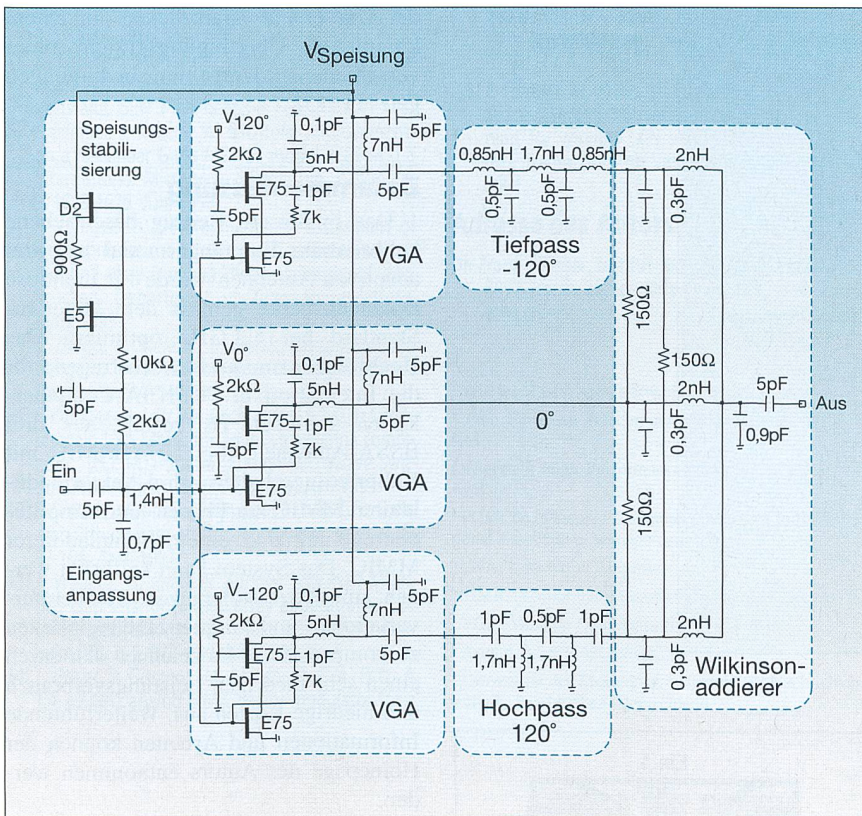 VSpeisung
Speisungs-
stabili-
sierung
D2
900Ω
E5
10kΩ
5pF
2kΩ
Ein
5pF
1,4nH
0,7pF
Eingangs-
anpassung
V120°
0,1pF
2kΩ
5nH
7nH
5pF
E75
1pF
5pF
5pF
7k
E75
VGA
V0°
0,1pF
2kΩ
5nH
7nH
5pF
E75
1pF
5pF
5pF
7k
E75
VGA
V-120°
0,1pF
2kΩ
5nH
7nH
5pF
E75
1pF
5pF
5pF
7k
E75
VGA
0,85nH
1,7nH
0,85nH
0,5pF
0,5pF
Tiefpass
-120°
0°
1pF
0,5pF
1pF
1,7nH
1,7nH
Hochpass
120°
2nH
0,3pF
150Ω
150Ω
2nH
5pF
Aus
0,3pF
0,9pF
150Ω
2nH
0,3pF
Wilkinson-
addierer